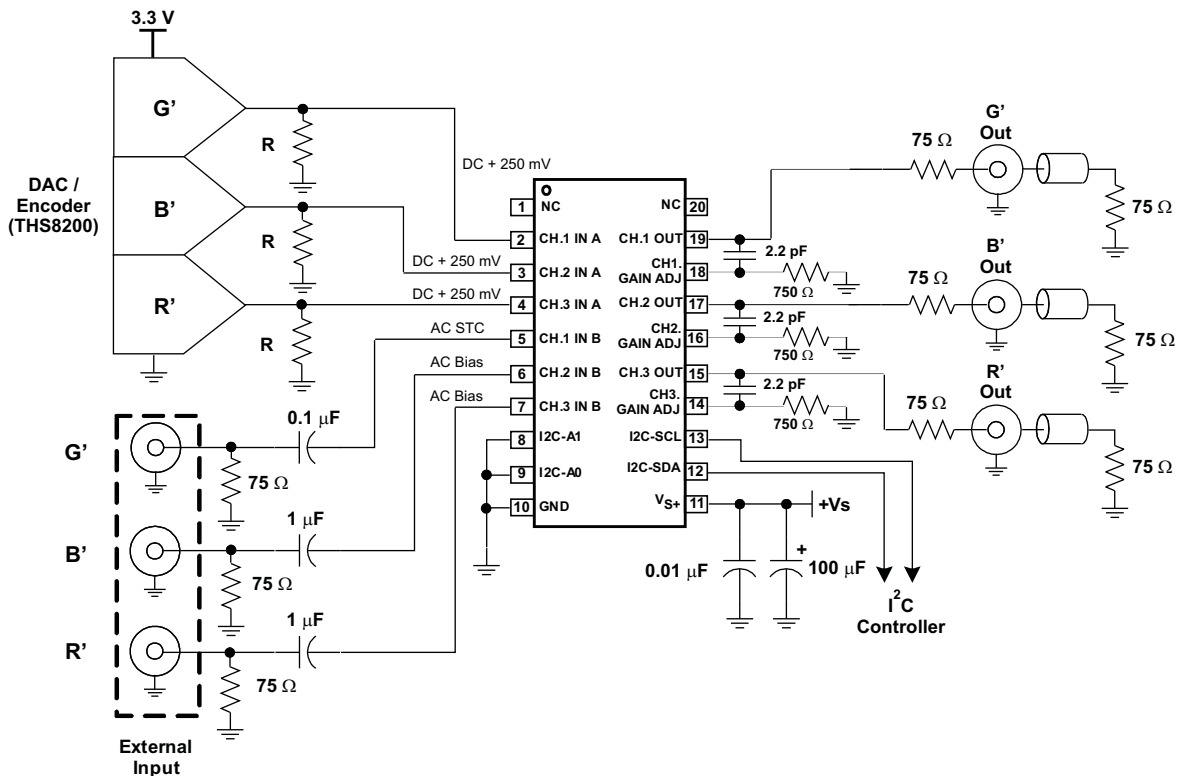 3.3 V
G’
B’
R’
DAC /
Encoder
(THS8200)
R
R
R
DC + 250 mV
DC + 250 mV
DC + 250 mV
AC STC
AC Bias
AC Bias
0.1 μF
1 μF
1 μF
75 Ω
75 Ω
75 Ω
G’
B’
R’
External
Input
1 NC
2 CH.1 IN A
3 CH.2 IN A
4 CH.3 IN A
5 CH.1 IN B
6 CH.2 IN B
7 CH.3 IN B
8 I2C-A1
9 I2C-A0
10 GND
NC 20
CH.1 OUT 19
CH1.
GAIN ADJ 18
CH.2 OUT 17
CH2.
GAIN ADJ 16
CH.3 OUT 15
CH3.
GAIN ADJ 14
I2C-SCL 13
I2C-SDA 12
VS+ 11
2.2 pF
750 Ω
2.2 pF
750 Ω
2.2 pF
750 Ω
75 Ω
G’
Out
75 Ω
75 Ω
B’
Out
75 Ω
75 Ω
R’
Out
75 Ω
+Vs
0.01 μF
+
100 μF
I2C
Controller